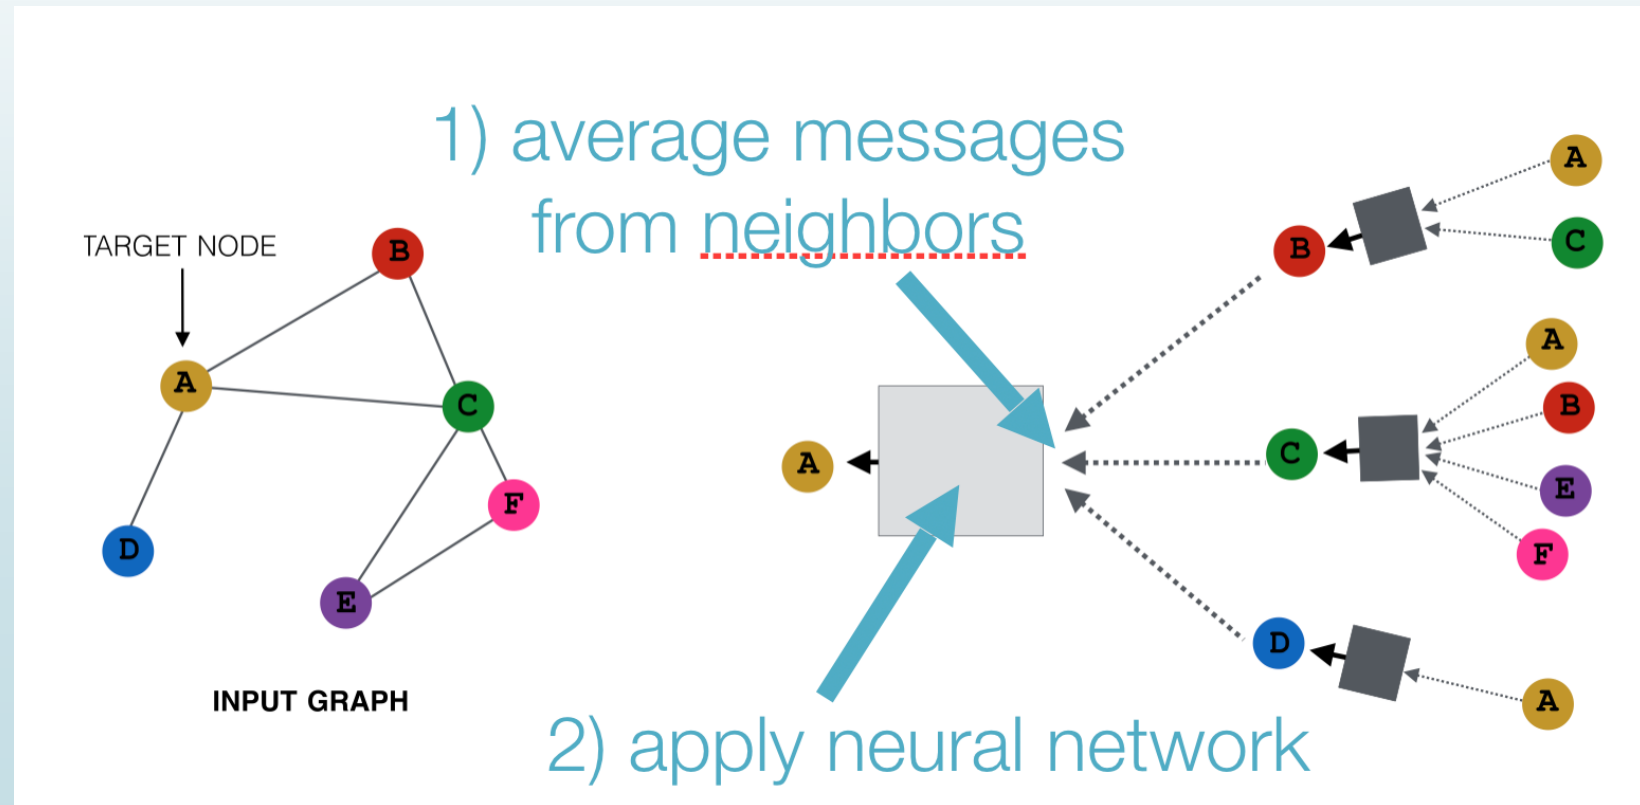 1) average messages
from neighbors
TARGET NODE
B
A
C
F
D
E
INPUT GRAPH
A
B
A
C
C
A
B
E
F
D
A
2) apply neural network